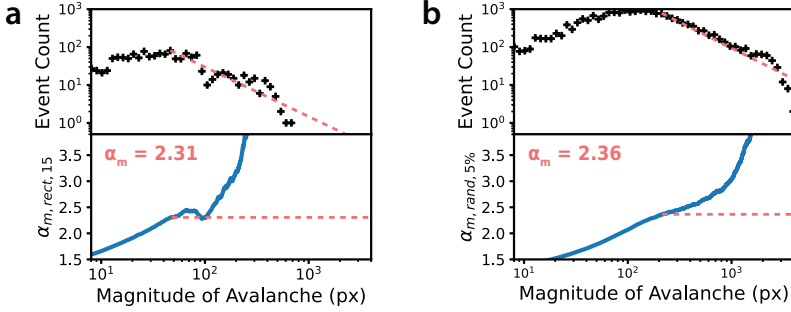 a
Event Count
10³
10²
10¹
10⁰
α_m = 2.31
α_m, rect, 15
3.5
3.0
2.5
2.0
1.5
10¹ 10² 10³
Magnitude of Avalanche (px)
b
Event Count
10³
10²
10¹
10⁰
α_m = 2.36
α_m, rand, 5%
3.5
3.0
2.5
2.0
1.5
10¹ 10² 10³
Magnitude of Avalanche (px)